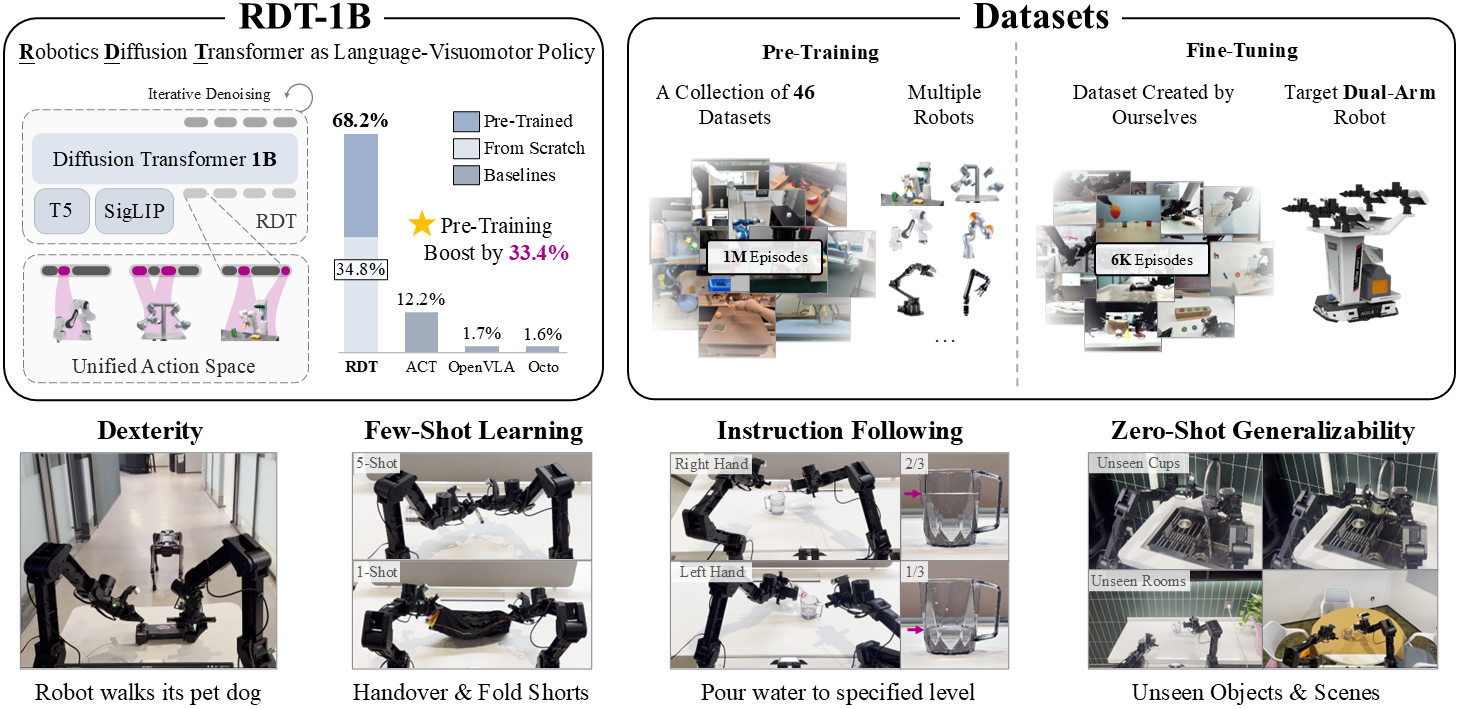 RDT-1B
Robotics Diffusion Transformer as Language-Visuomotor Policy
Iterative Denoising
Diffusion Transformer 1B
T5
SigLIP
RDT
Unified Action Space
68.2%
34.8%
12.2%
1.7%
1.6%
RDT
ACT
OpenVLA
Octo
Pre-Trained
From Scratch
Baselines
Pre-Training
Boost by 33.4%
Datasets
Pre-Training
A Collection of 46
Datasets
1M Episodes
Multiple
Robots
...
Fine-Tuning
Dataset Created by
Ourselves
6K Episodes
Target Dual-Arm
Robot
AGILE
Dexterity
Robot walks its pet dog
Few-Shot Learning
5-Shot
1-Shot
Handover & Fold Shorts
Instruction Following
Right Hand
2/3
Left Hand
1/3
Pour water to specified level
Zero-Shot Generalizability
Unseen Cups
Unseen Rooms
Unseen Objects & Scenes